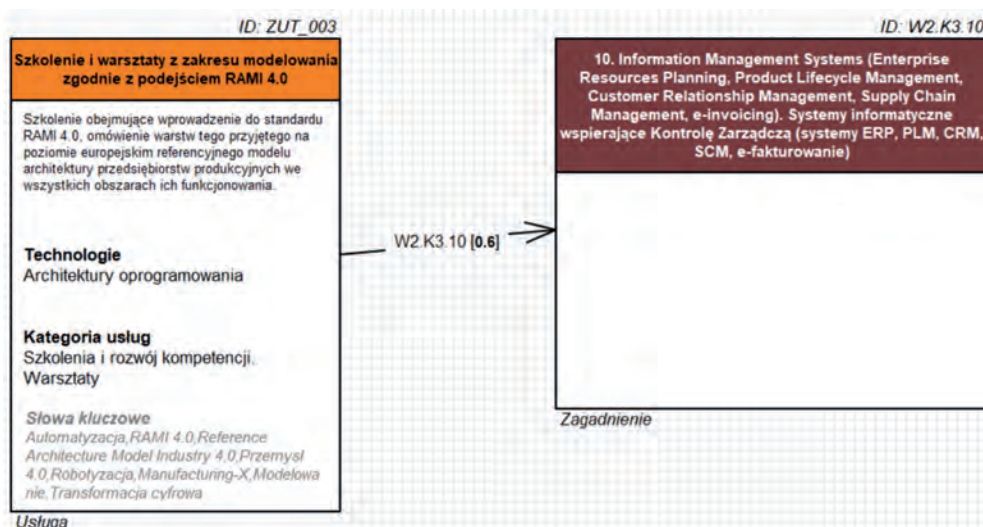 ID: ZUT_003
Szkolenie i warsztaty z zakresu modelowania
zgodnie z podejściem RAMI 4.0
Szkolenie obejmujące wprowadzenie do standardu
RAMI 4.0, omówienie warstw tego przyjętego na
poziomie europejskim referencyjnego modelu
architektury przedsiębiorstw produkcyjnych we
wszystkich obszarach ich funkcjonowania.
Technologie
Architektury oprogramowania
Kategoria usług
Szkolenia i rozwój kompetencji.
Warsztaty
Słowa kluczowe
Automatyzacja,RAMI 4.0,Reference
Architecture Model Industry 4.0,Przemysł
4.0,Robotyzacja,Manufacturing-X,Modelowa
nie,Transformacja cyfrowa
Usługa
W2.K3.10 [0.6]
ID: W2.K3.10
10. Information Management Systems (Enterprise
Resources Planning, Product Lifecycle Management,
Customer Relationship Management, Supply Chain
Management, e-invoicing). Systemy informatyczne
wspierające Kontrolę Zarządczą (systemy ERP, PLM, CRM,
SCM, e-fakturowanie)
Zagadnienie